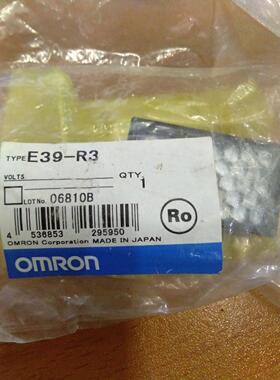 TYPE E39-R3
VOLTS QTY.
1
LOT No. 06810B
Ro
4 536853 295950
OMRON Corporation MADE IN JAPAN
OMRON